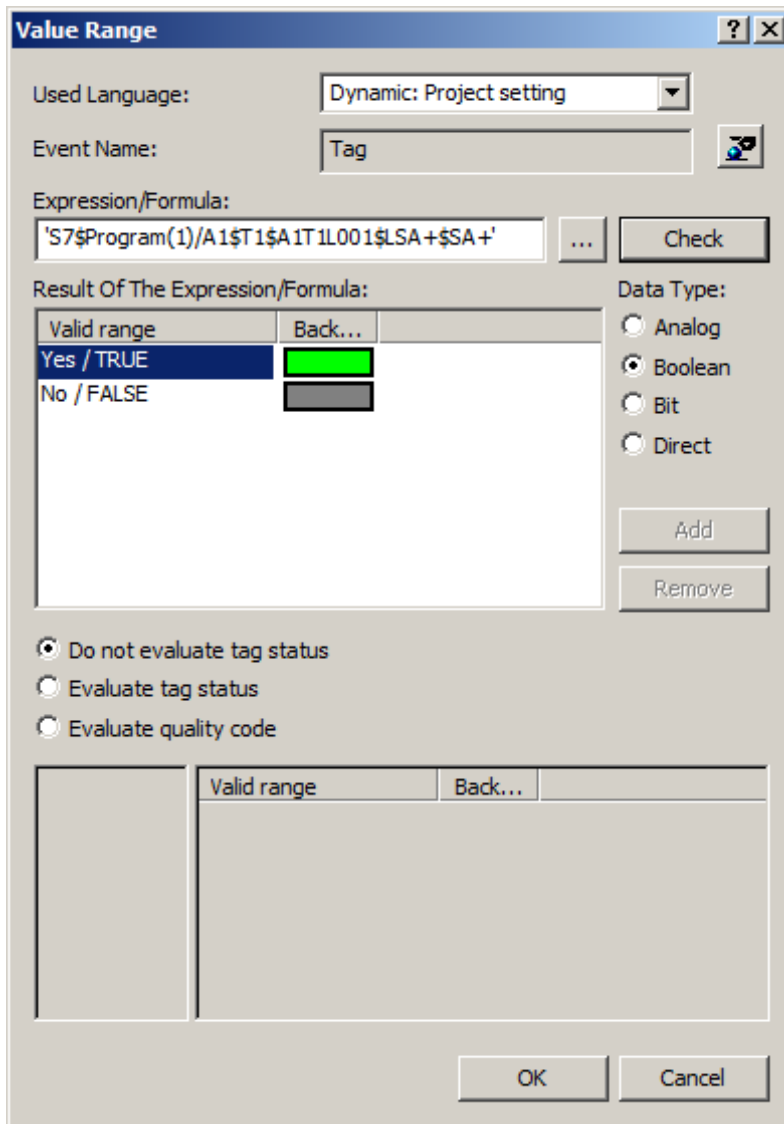 Value Range
Used Language:
Dynamic: Project setting
Event Name:
Tag
Expression/Formula:
'S7$Program(1)/A1$T1$A1T1L001$LSA+$SA+'
...
Check
Result Of The Expression/Formula:
Data Type:
Valid range Back...
Analog
Yes / TRUE
Boolean
No / FALSE
Bit
Direct
Add
Remove
Do not evaluate tag status
Evaluate tag status
Evaluate quality code
Valid range Back...
OK
Cancel